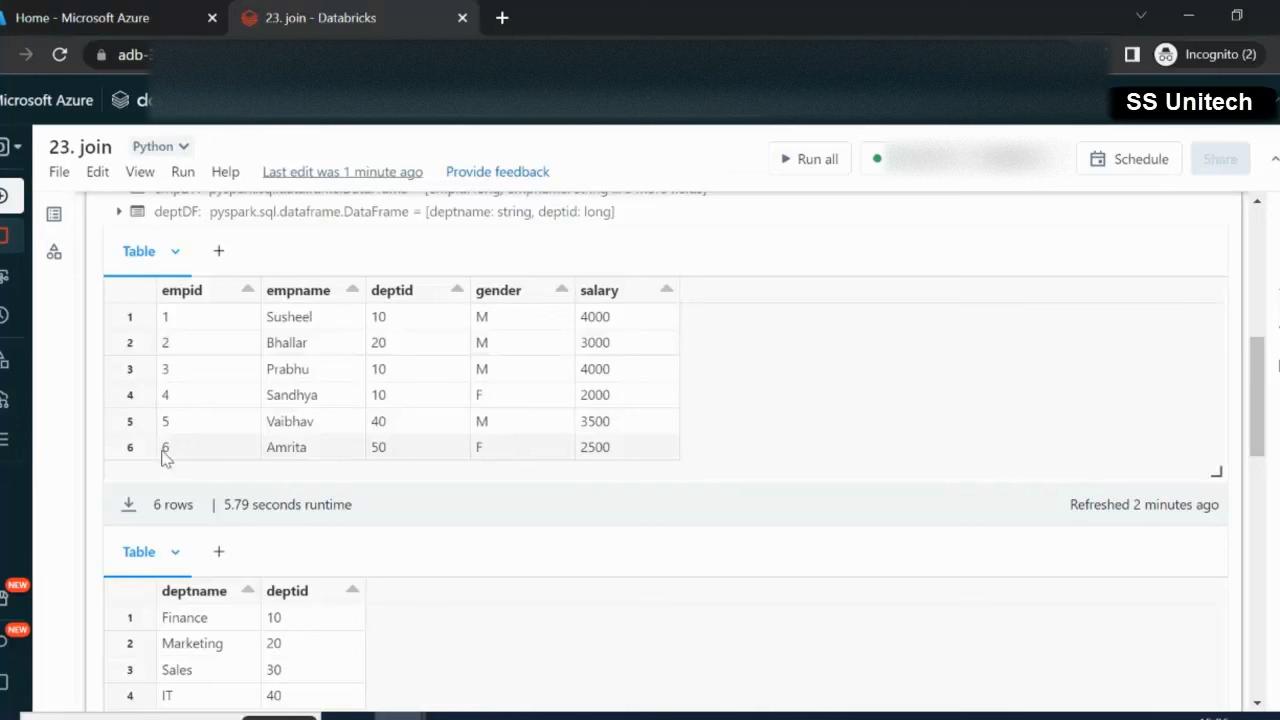 Home - Microsoft Azure
23. join - Databricks
adb-
Incognito (2)
Microsoft Azure
SS Unitech
23. join Python
Run all
Schedule
Share
File Edit View Run Help Last edit was 1 minute ago Provide feedback
deptDF: pyspark.sql.dataframe.DataFrame = [deptname: string, deptid: long]
Table +
empid empname deptid gender salary
1 1 Susheel 10 M 4000
2 2 Bhallar 20 M 3000
3 3 Prabhu 10 M 4000
4 4 Sandhya 10 F 2000
5 5 Vaibhav 40 M 3500
6 6 Amrita 50 F 2500
6 rows | 5.79 seconds runtime
Refreshed 2 minutes ago
Table +
deptname deptid
1 Finance 10
2 Marketing 20
3 Sales 30
4 IT 40
NEW
NEW